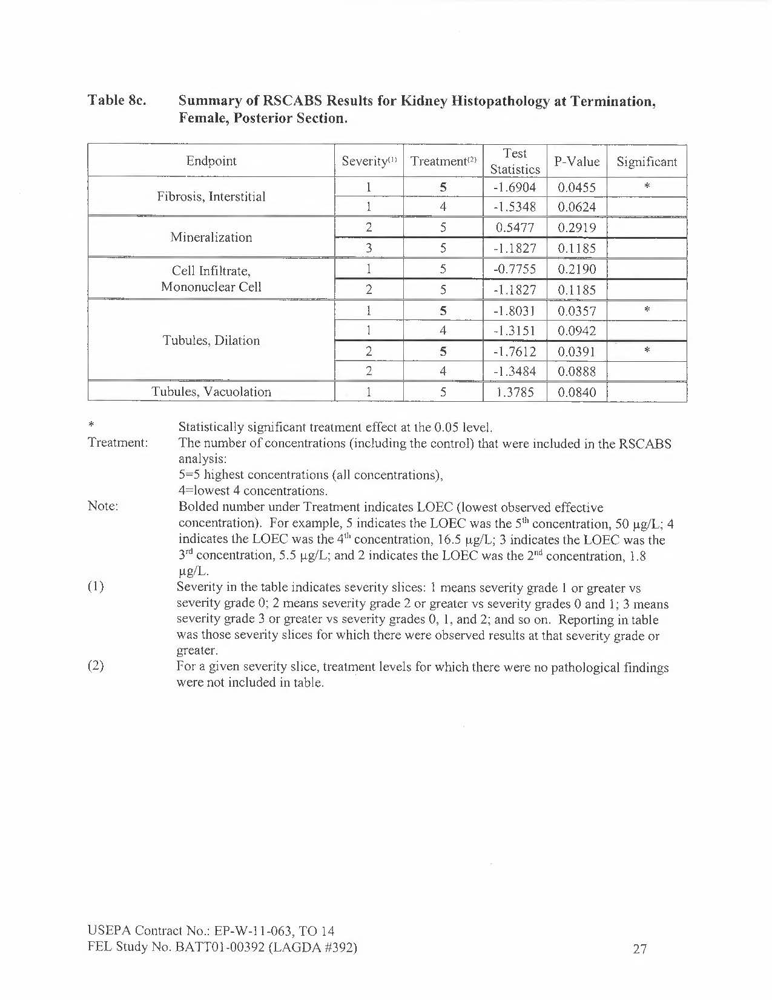 Table 8c. Summary of RSCABS Results for Kidney Histopathology at Termination,
Female, Posterior Section.
Endpoint Severity(1) Treatment(2) Test Statistics P-Value Significant
Fibrosis, Interstitial 1 5 -1.6904 0.0455 *
1 4 -1.5348 0.0624
Mineralization 2 5 0.5477 0.2919
3 5 -1.1827 0.1185
Cell Infiltrate, 1 5 -0.7755 0.2190
Mononuclear Cell 2 5 -1.1827 0.1185
Tubules, Dilation 1 5 -1.8031 0.0357 *
1 4 -1.3151 0.0942
2 5 -1.7612 0.0391 *
2 4 -1.3484 0.0888
Tubules, Vacuolation 1 5 1.3785 0.0840
* Statistically significant treatment effect at the 0.05 level.
Treatment: The number of concentrations (including the control) that were included in the RSCABS
analysis:
5=5 highest concentrations (all concentrations),
4=lowest 4 concentrations.
Note: Bolded number under Treatment indicates LOEC (lowest observed effective
concentration). For example, 5 indicates the LOEC was the 5th concentration, 50 µg/L; 4
indicates the LOEC was the 4th concentration, 16.5 µg/L; 3 indicates the LOEC was the
3rd concentration, 5.5 µg/L; and 2 indicates the LOEC was the 2nd concentration, 1.8
µg/L.
(1) Severity in the table indicates severity slices: 1 means severity grade 1 or greater vs
severity grade 0; 2 means severity grade 2 or greater vs severity grades 0 and 1; 3 means
severity grade 3 or greater vs severity grades 0, 1, and 2; and so on. Reporting in table
was those severity slices for which there were observed results at that severity grade or
greater.
(2) For a given severity slice, treatment levels for which there were no pathological findings
were not included in table.
USEPA Contract No.: EP-W-11-063, TO 14
FEL Study No. BATT01-00392 (LAGDA #392) 27